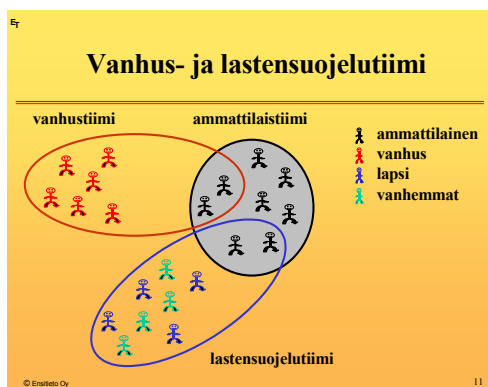 ET
Vanhus- ja lastensuojelutiimi
vanhustiimi
ammattilaistiimi
ammattilainen
vanhus
lapsi
vanhemmat
lastensuojelutiimi
© Ensitieto Oy
11